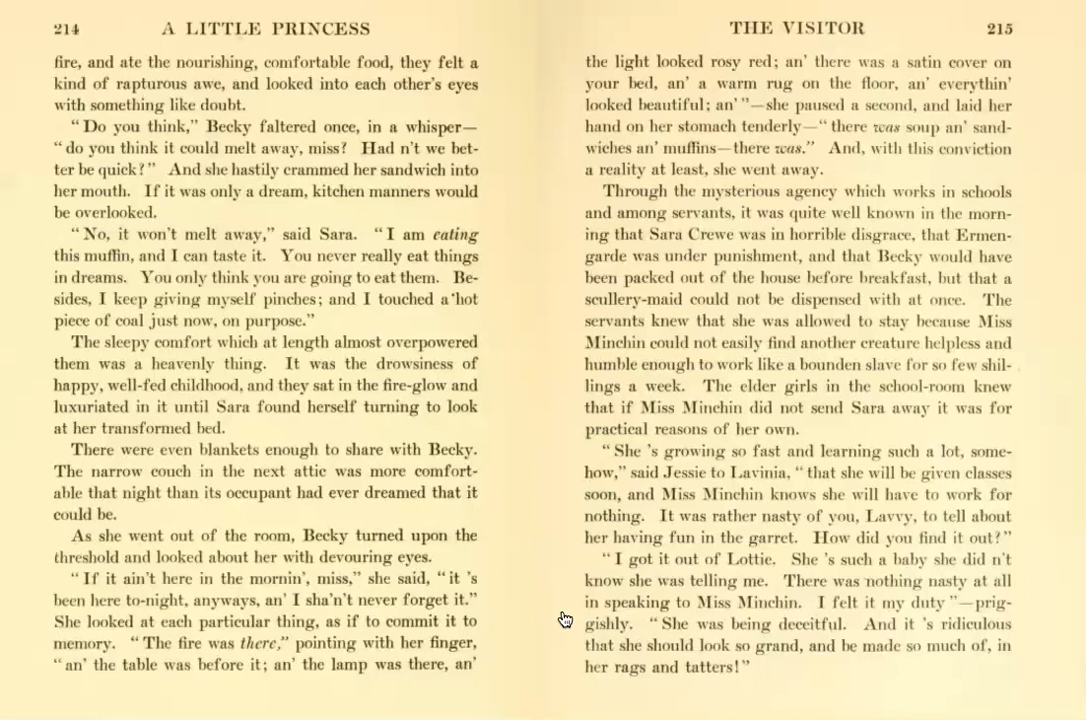 214 A LITTLE PRINCESS
fire, and ate the nourishing, comfortable food, they felt a
kind of rapturous awe, and looked into each other's eyes
with something like doubt.
"Do you think," Becky faltered once, in a whisper—
"do you think it could melt away, miss? Had n't we bet-
ter be quick?" And she hastily crammed her sandwich into
her mouth. If it was only a dream, kitchen manners would
be overlooked.
"No, it won't melt away," said Sara. "I am eating
this muffin, and I can taste it. You never really eat things
in dreams. You only think you are going to eat them. Be-
sides, I keep giving myself pinches; and I touched a hot
piece of coal just now, on purpose."
The sleepy comfort which at length almost overpowered
them was a heavenly thing. It was the drowsiness of
happy, well-fed childhood, and they sat in the fire-glow and
luxuriated in it until Sara found herself turning to look
at her transformed bed.
There were even blankets enough to share with Becky.
The narrow couch in the next attic was more comfort-
able that night than its occupant had ever dreamed that it
could be.
As she went out of the room, Becky turned upon the
threshold and looked about her with devouring eyes.
"If it ain't here in the mornin', miss," she said, "it 's
been here to-night, anyways, an' I sha'n't never forget it."
She looked at each particular thing, as if to commit it to
memory. "The fire was there," pointing with her finger,
"an' the table was before it; an' the lamp was there, an'
THE VISITOR 215
the light looked rosy red; an' there was a satin cover on
your bed, an' a warm rug on the floor, an' everythin'
looked beautiful; an' "—she paused a second, and laid her
hand on her stomach tenderly—"there was soup an' sand-
wiches an' muffins—there was." And, with this conviction
a reality at least, she went away.
Through the mysterious agency which works in schools
and among servants, it was quite well known in the morn-
ing that Sara Crewe was in horrible disgrace, that Ermen-
garde was under punishment, and that Becky would have
been packed out of the house before breakfast, but that a
scullery-maid could not be dispensed with at once. The
servants knew that she was allowed to stay because Miss
Minchin could not easily find another creature helpless and
humble enough to work like a bounden slave for so few shil-
lings a week. The elder girls in the school-room knew
that if Miss Minchin did not send Sara away it was for
practical reasons of her own.
"She 's growing so fast and learning such a lot, some-
how," said Jessie to Lavinia, "that she will be given classes
soon, and Miss Minchin knows she will have to work for
nothing. It was rather nasty of you, Lavvy, to tell about
her having fun in the garret. How did you find it out?"
"I got it out of Lottie. She 's such a baby she did n't
know she was telling me. There was nothing nasty at all
in speaking to Miss Minchin. I felt it my duty"—prig-
gishly. "She was being deceitful. And it 's ridiculous
that she should look so grand, and be made so much of, in
her rags and tatters!"